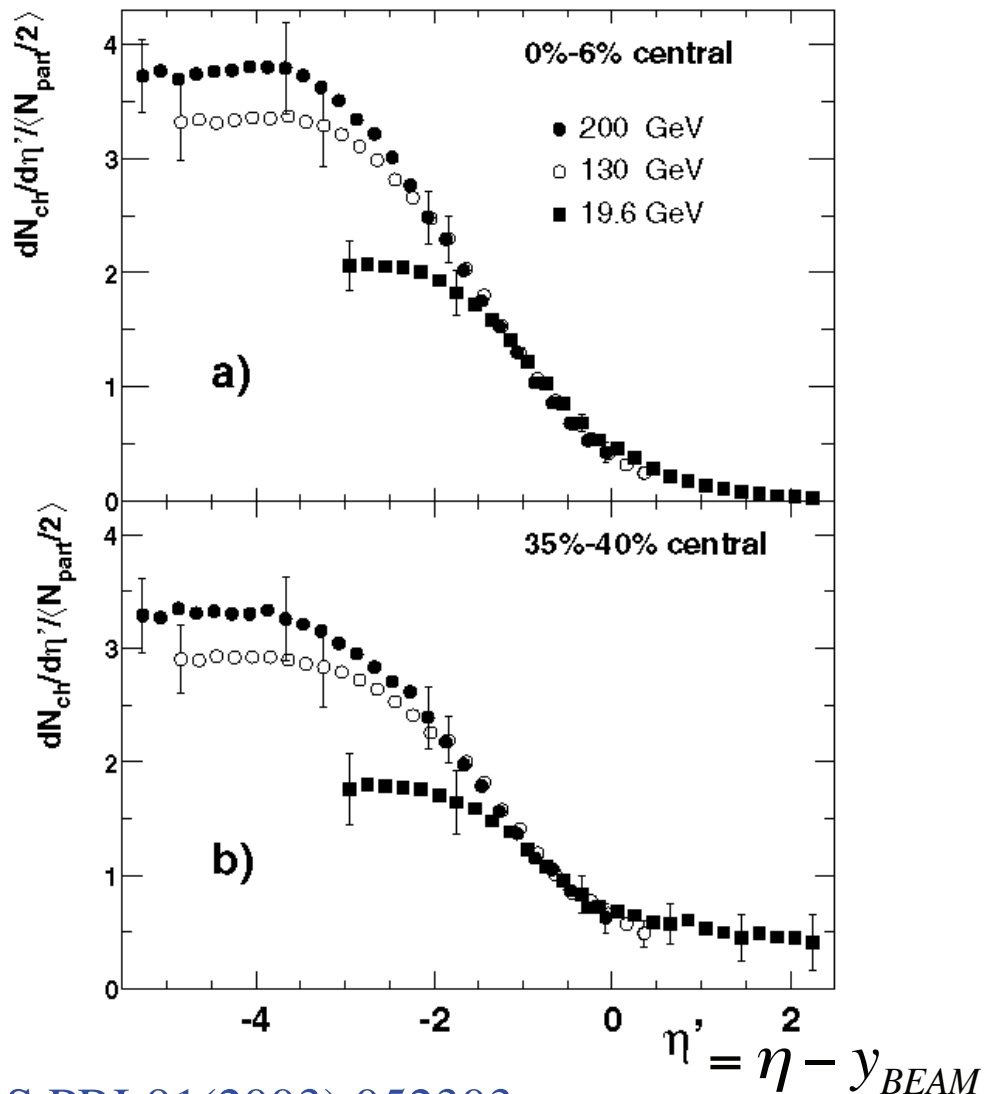 dN_ch/dη'/⟨N_part/2⟩
4
3
2
1
0
0%-6% central
200 GeV
130 GeV
19.6 GeV
a)
dN_ch/dη'/⟨N_part/2⟩
4
3
2
1
0
35%-40% central
b)
-4 -2 0 2
η' = η − y_BEAM